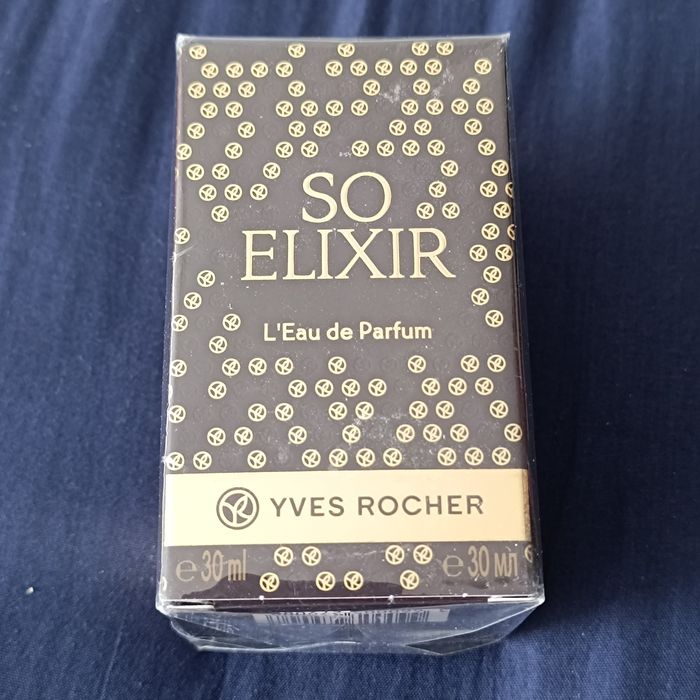 SO
ELIXIR
L'Eau de Parfum
YVES ROCHER
℮ 30 ml
℮ 30 мл